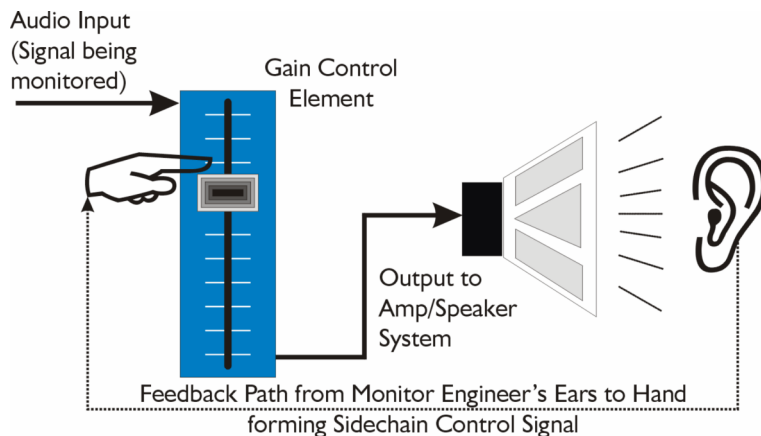 Audio Input
(Signal being
monitored)
Gain Control
Element
Output to
Amp/Speaker
System
Feedback Path from Monitor Engineer's Ears to Hand
forming Sidechain Control Signal